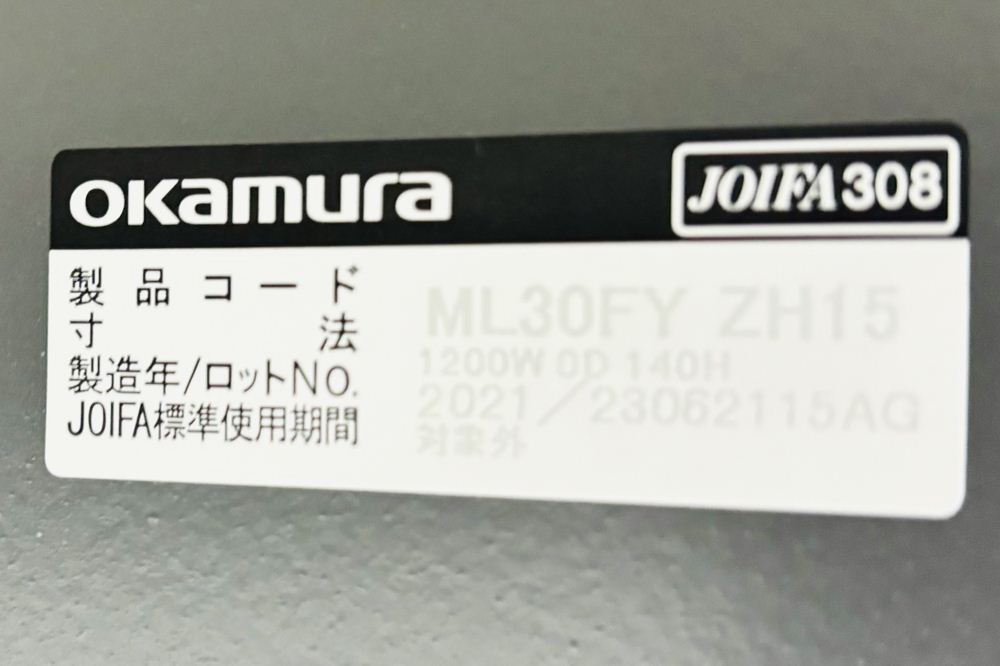 okamura
JOIFA308
製品コード ML30FY ZH15
寸法 1200W 0D 140H
製造年/ロットNo. 2021/23062115AQ
JOIFA標準使用期間 対象外